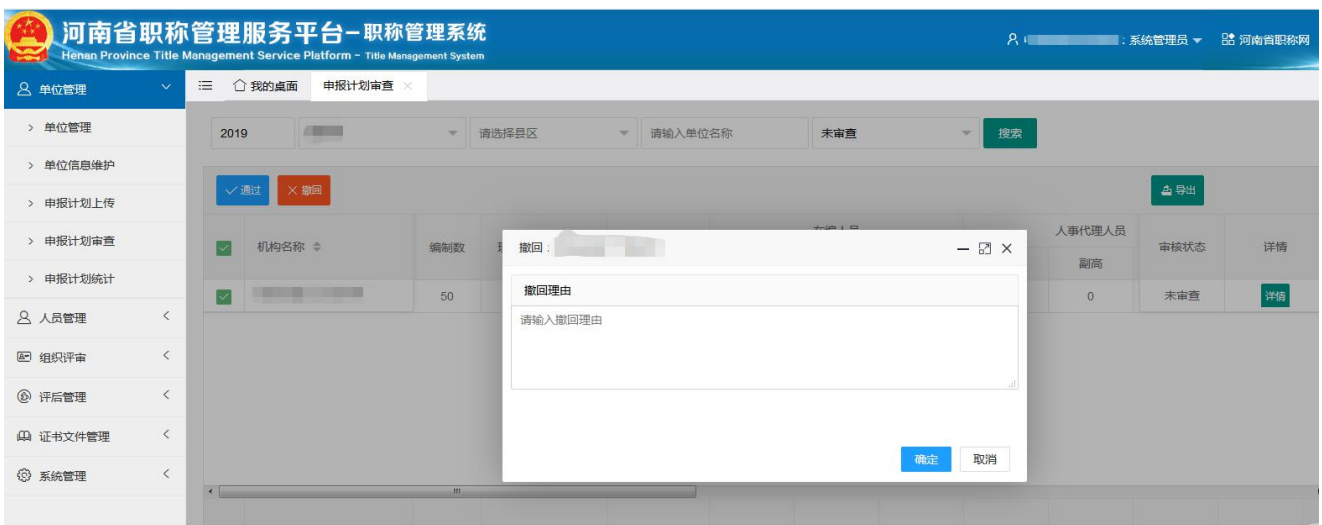 河南省职称管理服务平台-职称管理系统
Henan Province Title Management Service Platform - Title Management System
: 系统管理员
河南省职称网
单位管理
我的桌面
申报计划审查
单位管理
单位信息维护
申报计划上传
申报计划审查
申报计划统计
人员管理
组织评审
评后管理
证书文件管理
系统管理
2019
请选择县区
请输入单位名称
未审查
搜索
通过
撤回
导出
机构名称
编制数
人事代理人员
副高
审核状态
详情
50
0
未审查
详情
撤回:
撤回理由
请输入撤回理由
确定
取消